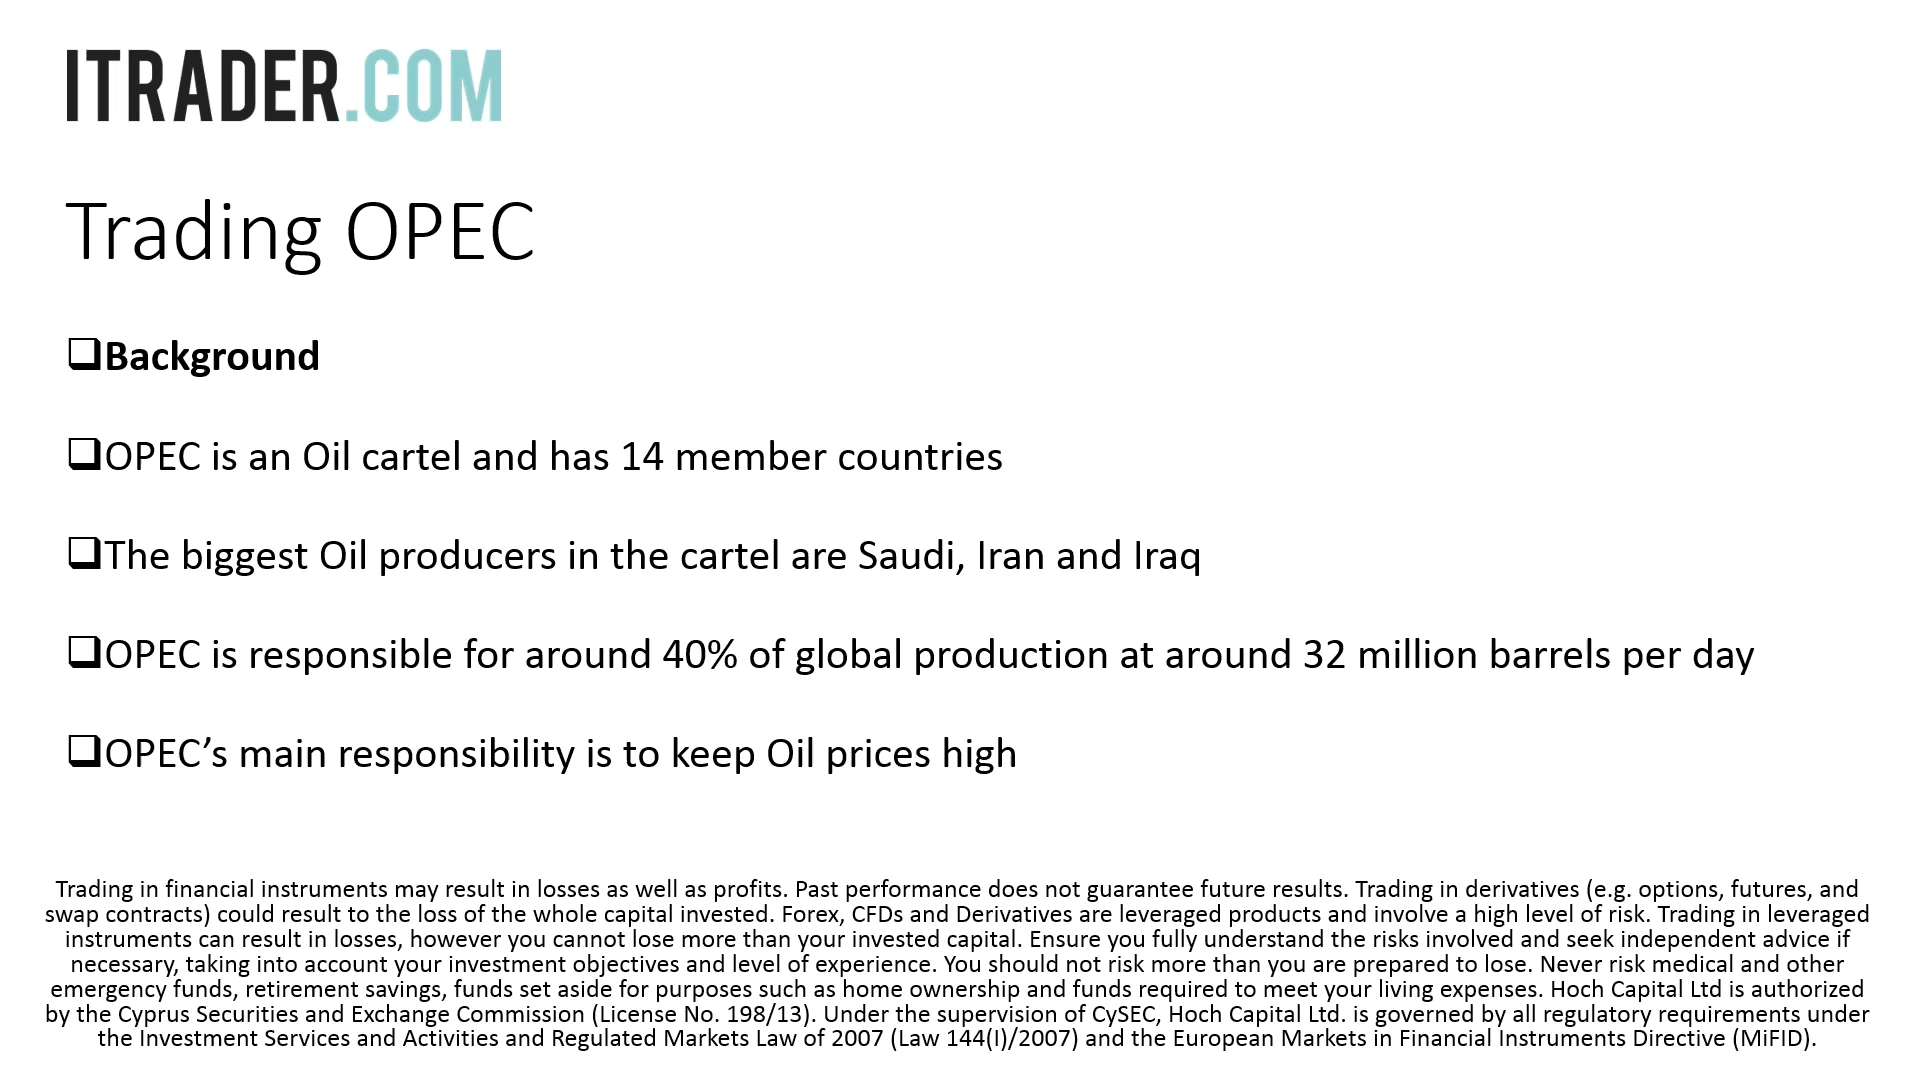 ITRADER.COM
Trading OPEC
❑Background
❑OPEC is an Oil cartel and has 14 member countries
❑The biggest Oil producers in the cartel are Saudi, Iran and Iraq
❑OPEC is responsible for around 40% of global production at around 32 million barrels per day
❑OPEC’s main responsibility is to keep Oil prices high
Trading in financial instruments may result in losses as well as profits. Past performance does not guarantee future results. Trading in derivatives (e.g. options, futures, and
swap contracts) could result to the loss of the whole capital invested. Forex, CFDs and Derivatives are leveraged products and involve a high level of risk. Trading in leveraged
instruments can result in losses, however you cannot lose more than your invested capital. Ensure you fully understand the risks involved and seek independent advice if
necessary, taking into account your investment objectives and level of experience. You should not risk more than you are prepared to lose. Never risk medical and other
emergency funds, retirement savings, funds set aside for purposes such as home ownership and funds required to meet your living expenses. Hoch Capital Ltd is authorized
by the Cyprus Securities and Exchange Commission (License No. 198/13). Under the supervision of CySEC, Hoch Capital Ltd. is governed by all regulatory requirements under
the Investment Services and Activities and Regulated Markets Law of 2007 (Law 144(I)/2007) and the European Markets in Financial Instruments Directive (MiFID).